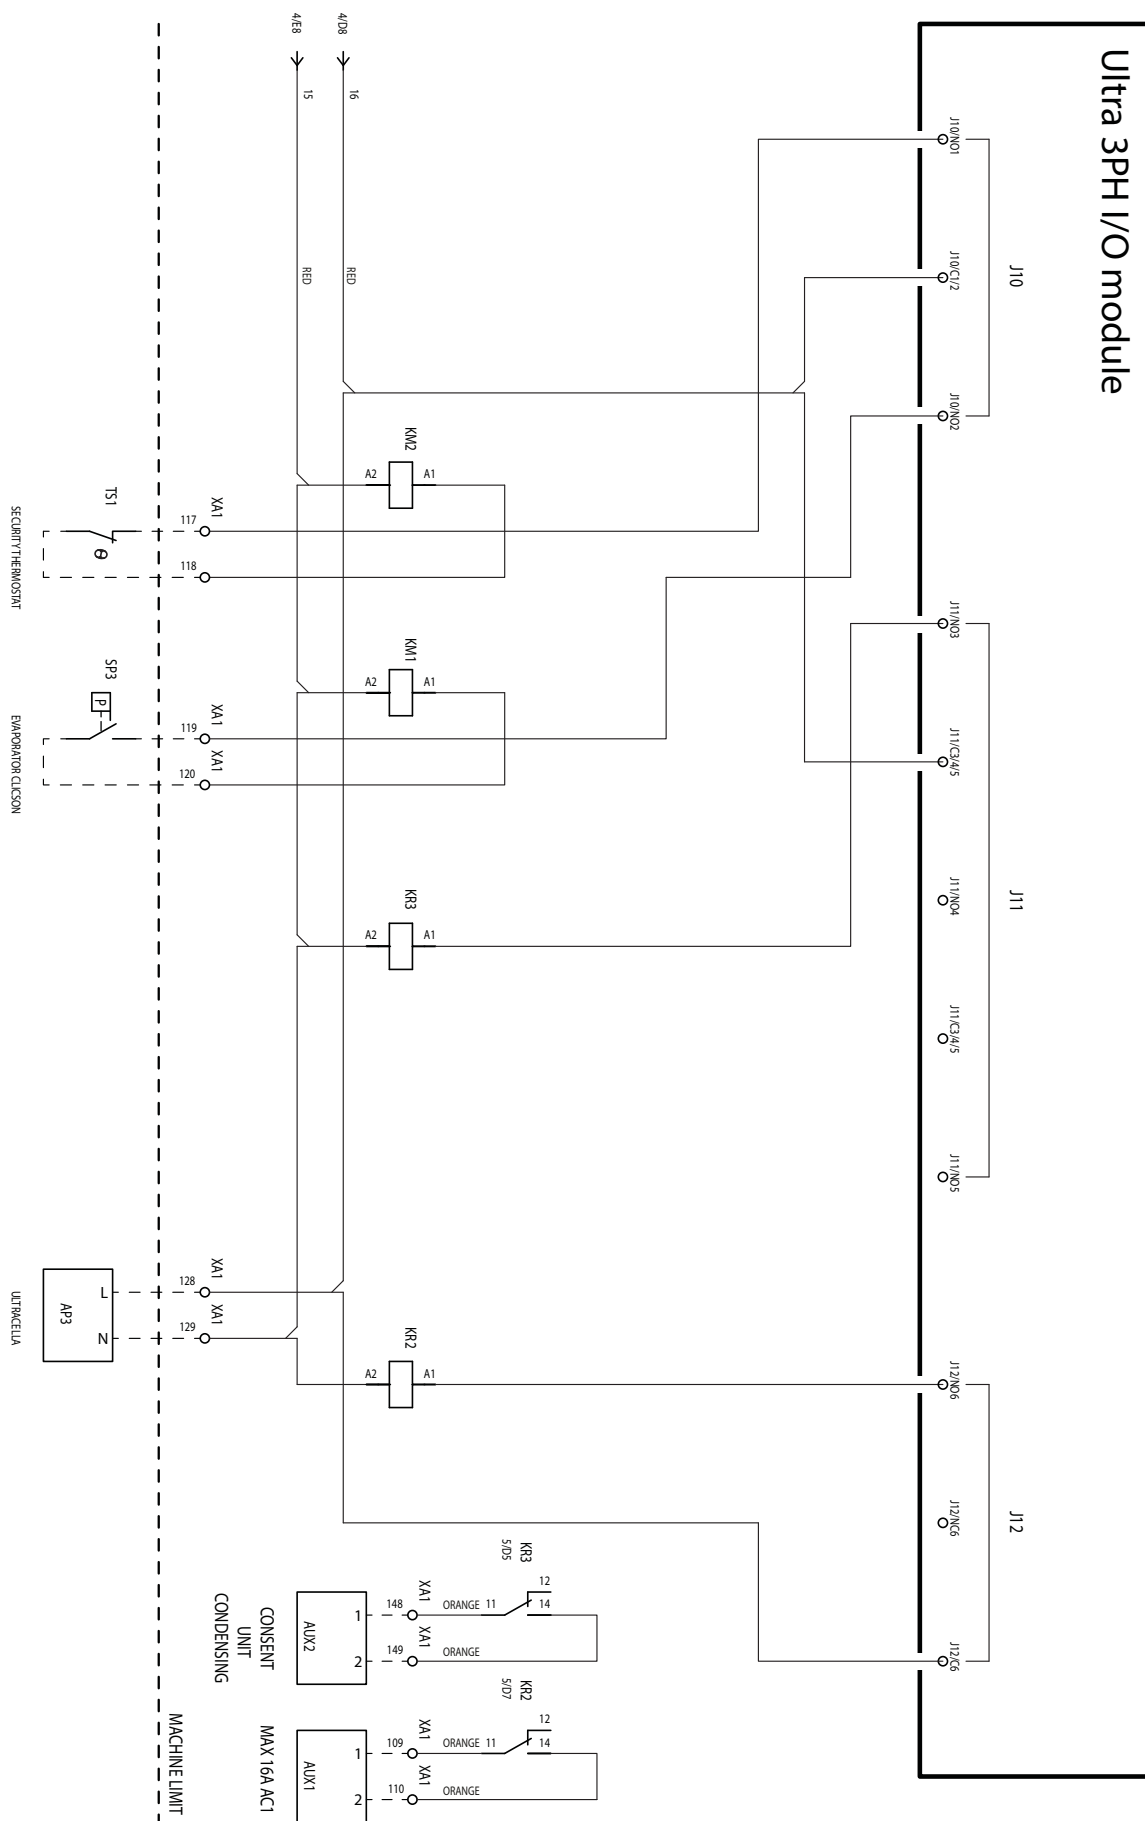 Ultra 3PH I/O module
J10
J11
J12
J10/NO1
J10/C1/2
J10/NO2
J11/NO3
J11/C3/4/5
J11/NO4
J11/C3/4/5
J11/NO5
J12/NO6
J12/NC6
J12/C6
4/D8
16
RED
4/E8
15
RED
KM2
A2
A1
KM1
A2
A1
KR3
A2
A1
KR2
A2
A1
KR3
5/D5
12
14
11
ORANGE
ORANGE
XA1
148
XA1
149
1
2
AUX2
CONSENT
UNIT
CONDENSING
KR2
5/D7
12
14
11
ORANGE
ORANGE
XA1
109
XA1
110
1
2
AUX1
MAX 16A AC1
MACHINE LIMIT
XA1
117
118
TS1
θ
SECURITY THERMOSTAT
XA1
119
XA1
120
SP3
P
EVAPORATOR CLICSON
XA1
128
XA1
129
L
N
AP3
ULTRACELLA